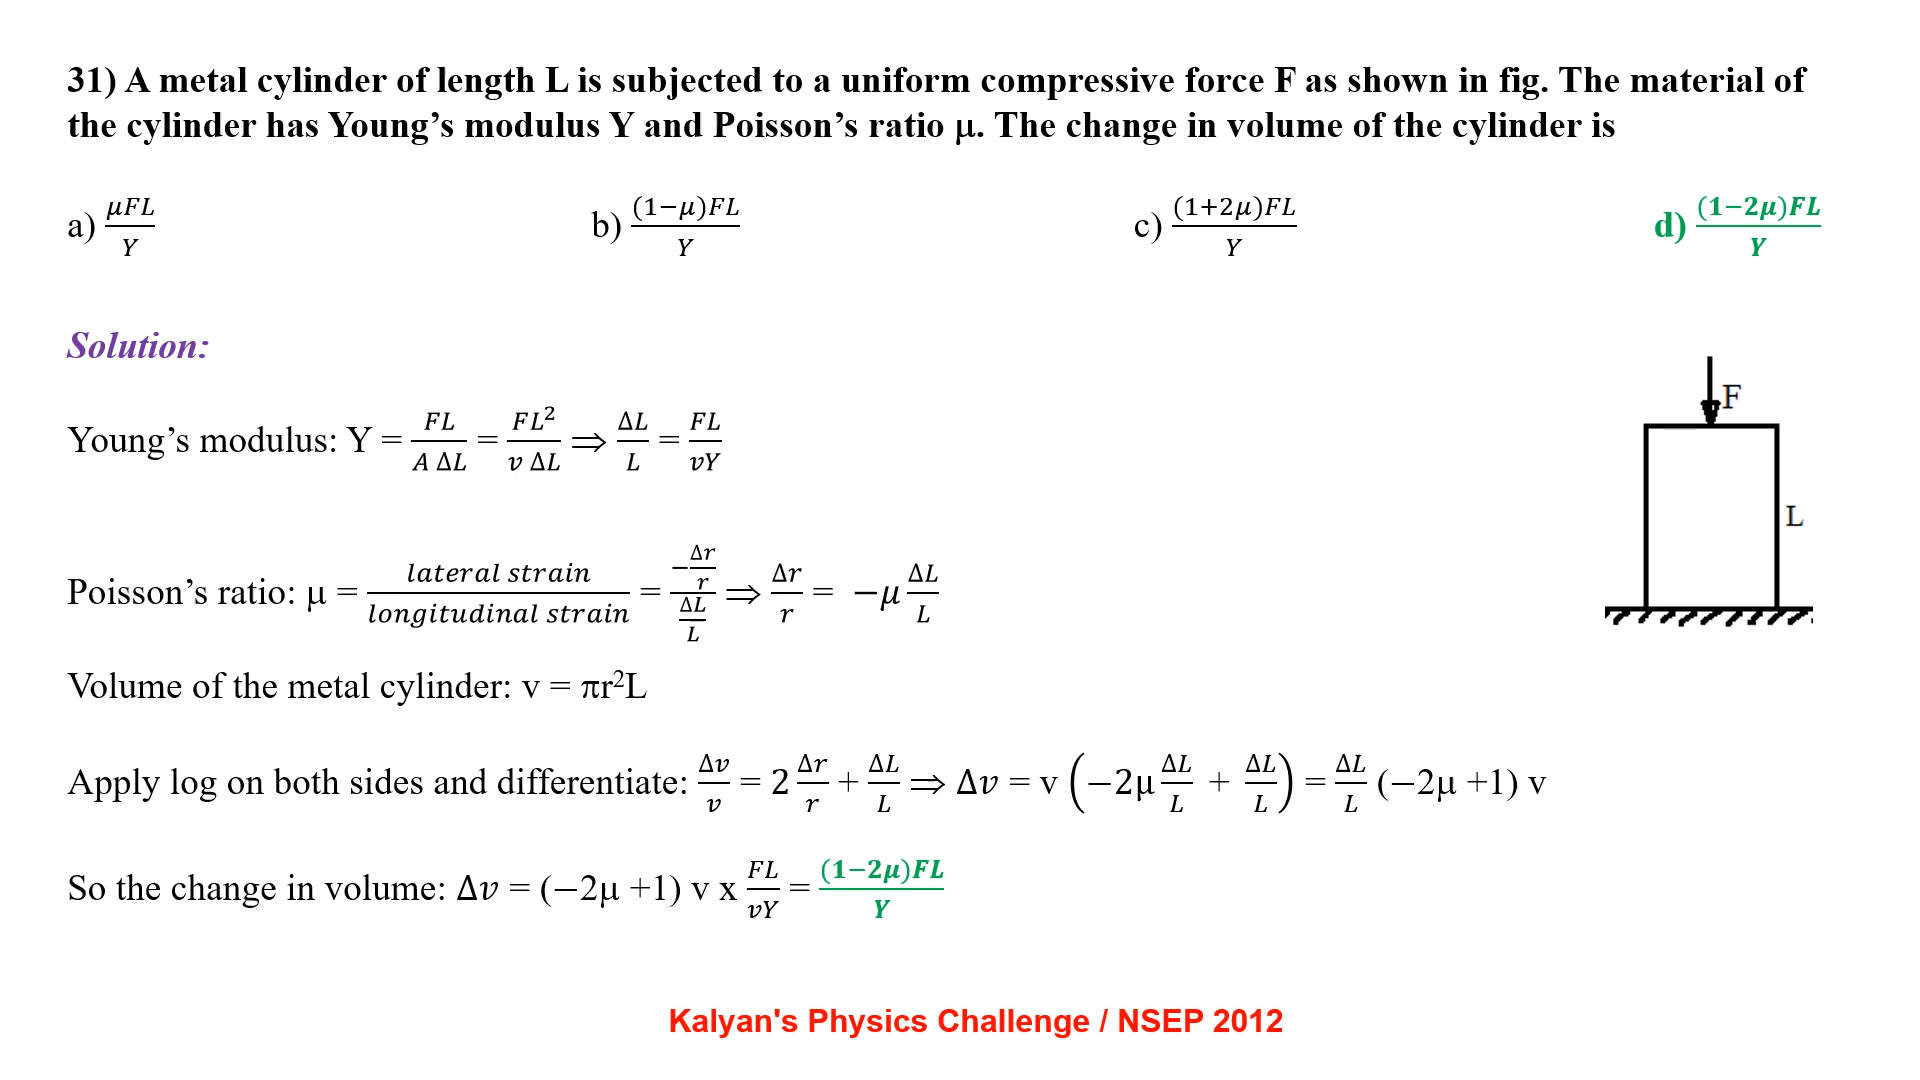 31) A metal cylinder of length L is subjected to a uniform compressive force F as shown in fig. The material of
the cylinder has Young’s modulus Y and Poisson’s ratio μ. The change in volume of the cylinder is
a) μFL/Y b) (1−μ)FL/Y c) (1+2μ)FL/Y d) (1−2μ)FL/Y
Solution:
F
Young’s modulus: Y = FL/(A ΔL) = FL²/(v ΔL) ⇒ ΔL/L = FL/(vY)
L
Poisson’s ratio: μ = lateral strain/longitudinal strain = (−Δr/r)/(ΔL/L) ⇒ Δr/r = −μ ΔL/L
Volume of the metal cylinder: v = πr²L
Apply log on both sides and differentiate: Δv/v = 2 Δr/r + ΔL/L ⇒ Δv = v (−2μ ΔL/L + ΔL/L) = ΔL/L (−2μ +1) v
So the change in volume: Δv = (−2μ +1) v x FL/(vY) = (1−2μ)FL/Y
Kalyan's Physics Challenge / NSEP 2012